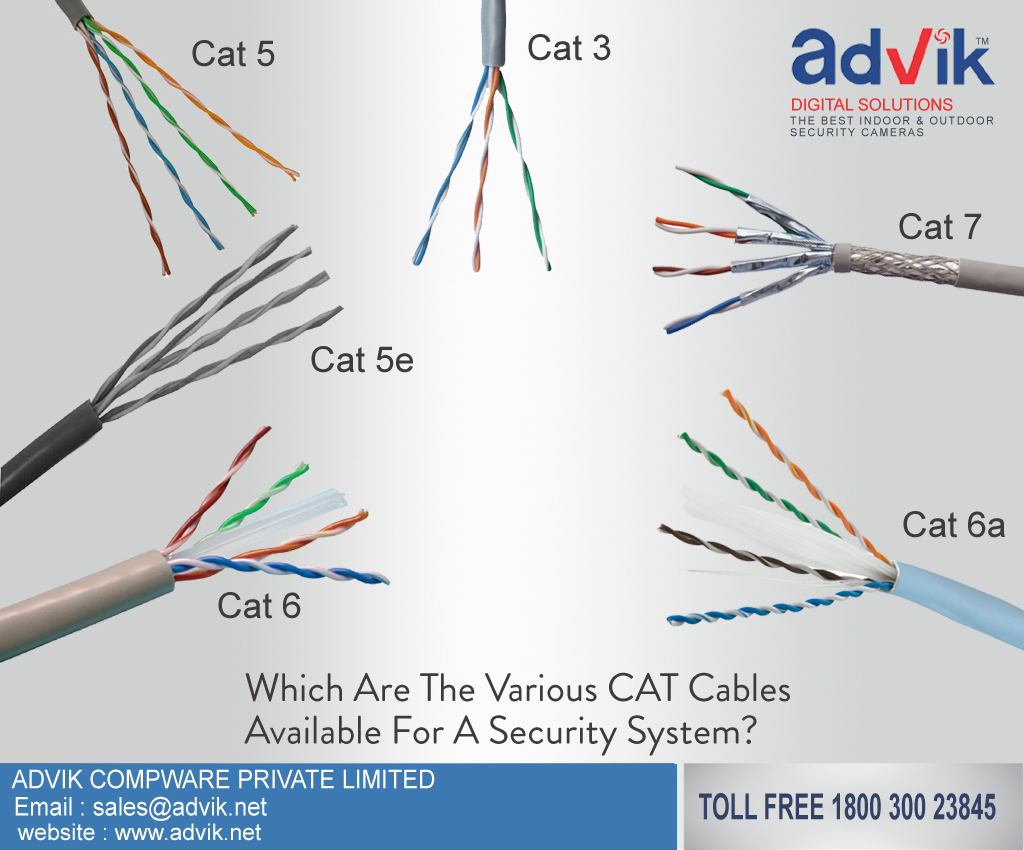 Cat 5
Cat 3
advik™
DIGITAL SOLUTIONS
THE BEST INDOOR & OUTDOOR
SECURITY CAMERAS
Cat 7
Cat 5e
Cat 6a
Cat 6
Which Are The Various CAT Cables
Available For A Security System?
ADVIK COMPWARE PRIVATE LIMITED
Email : sales@advik.net
website : www.advik.net
TOLL FREE 1800 300 23845